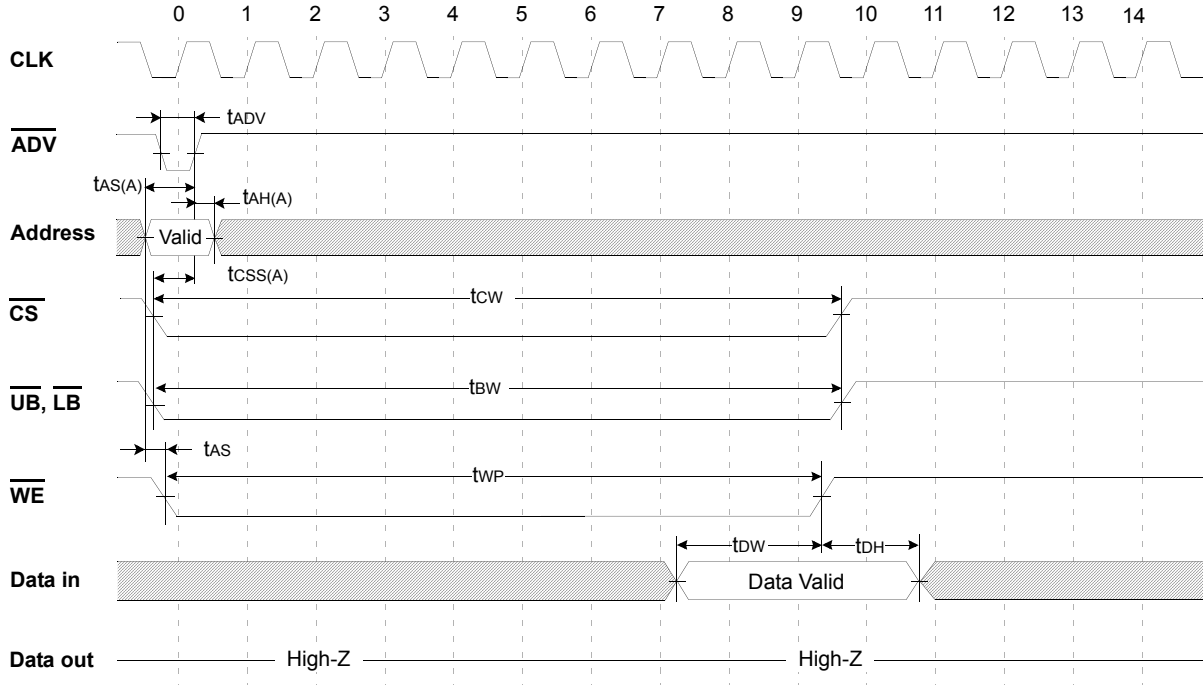 0 1 2 3 4 5 6 7 8 9 10 11 12 13 14
CLK
tADV
ADV
tAS(A)
tAH(A)
Address Valid
tCSS(A)
tCW
CS
tBW
UB, LB
tAS
tWP
WE
tDW tDH
Data in Data Valid
Data out High-Z High-Z